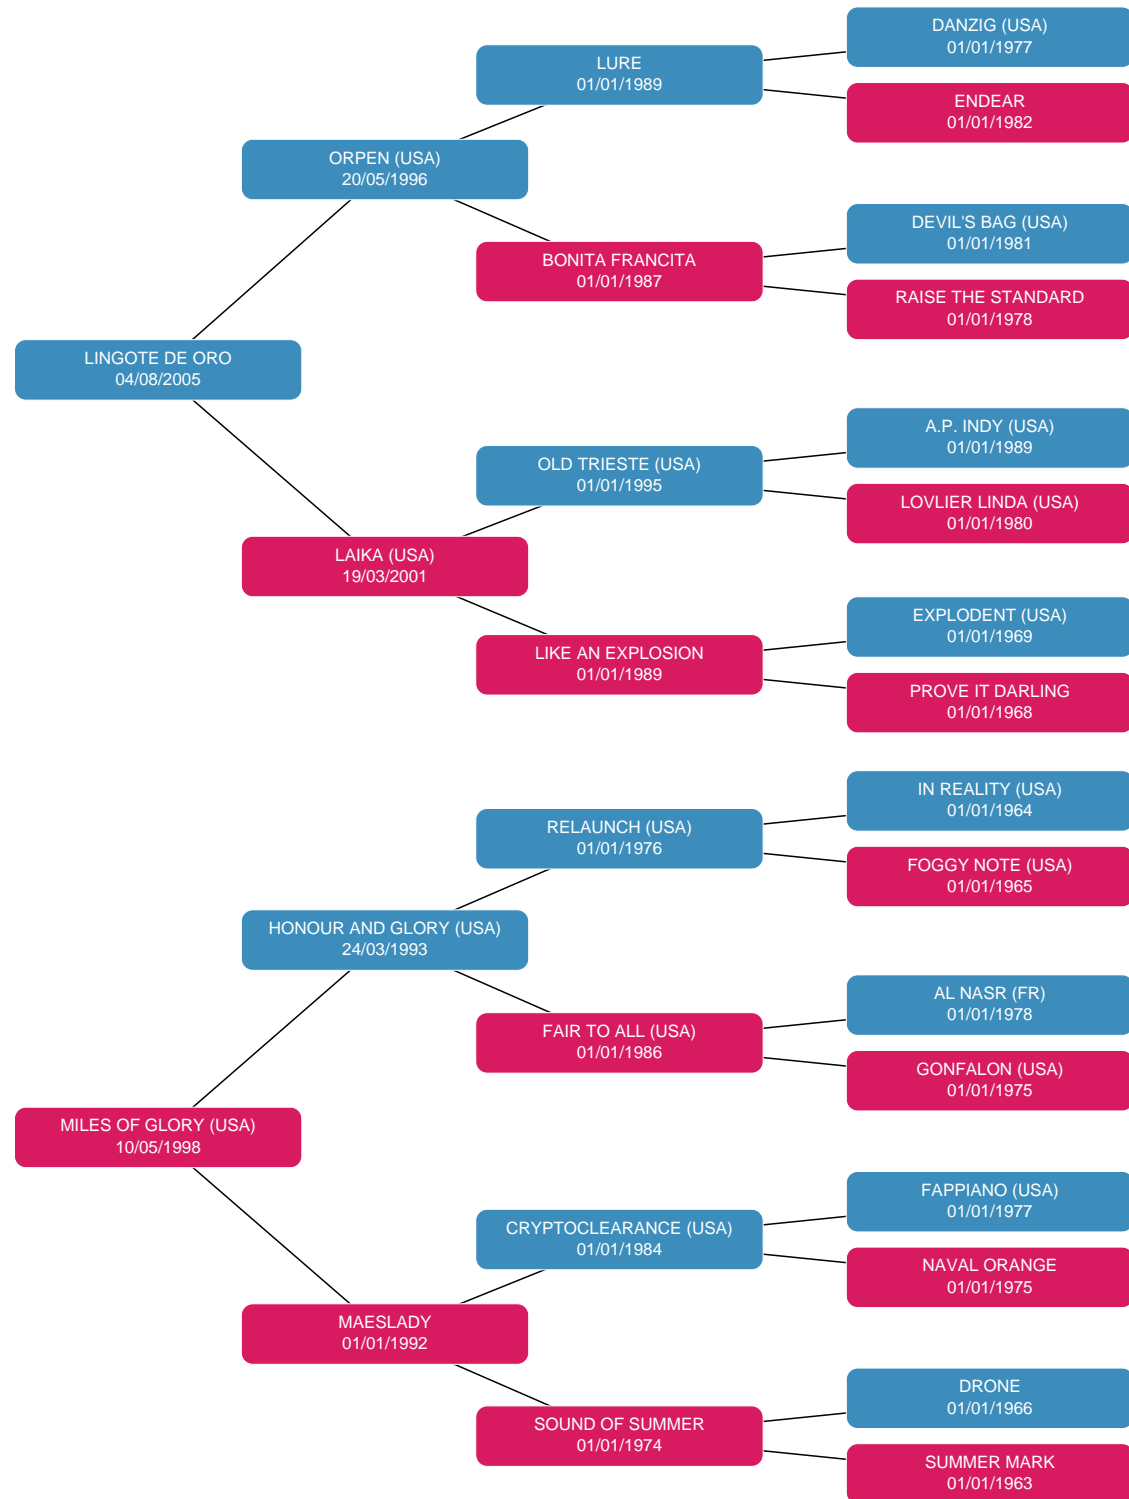 DANZIG (USA)
01/01/1977
LURE
01/01/1989
ENDEAR
01/01/1982
ORPEN (USA)
20/05/1996
DEVIL'S BAG (USA)
01/01/1981
BONITA FRANCITA
01/01/1987
RAISE THE STANDARD
01/01/1978
LINGOTE DE ORO
04/08/2005
A.P. INDY (USA)
01/01/1989
OLD TRIESTE (USA)
01/01/1995
LOVLIER LINDA (USA)
01/01/1980
LAIKA (USA)
19/03/2001
EXPLODENT (USA)
01/01/1969
LIKE AN EXPLOSION
01/01/1989
PROVE IT DARLING
01/01/1968
IN REALITY (USA)
01/01/1964
RELAUNCH (USA)
01/01/1976
FOGGY NOTE (USA)
01/01/1965
HONOUR AND GLORY (USA)
24/03/1993
AL NASR (FR)
01/01/1978
FAIR TO ALL (USA)
01/01/1986
GONFALON (USA)
01/01/1975
MILES OF GLORY (USA)
10/05/1998
FAPPIANO (USA)
01/01/1977
CRYPTOCLEARANCE (USA)
01/01/1984
NAVAL ORANGE
01/01/1975
MAESLADY
01/01/1992
DRONE
01/01/1966
SOUND OF SUMMER
01/01/1974
SUMMER MARK
01/01/1963